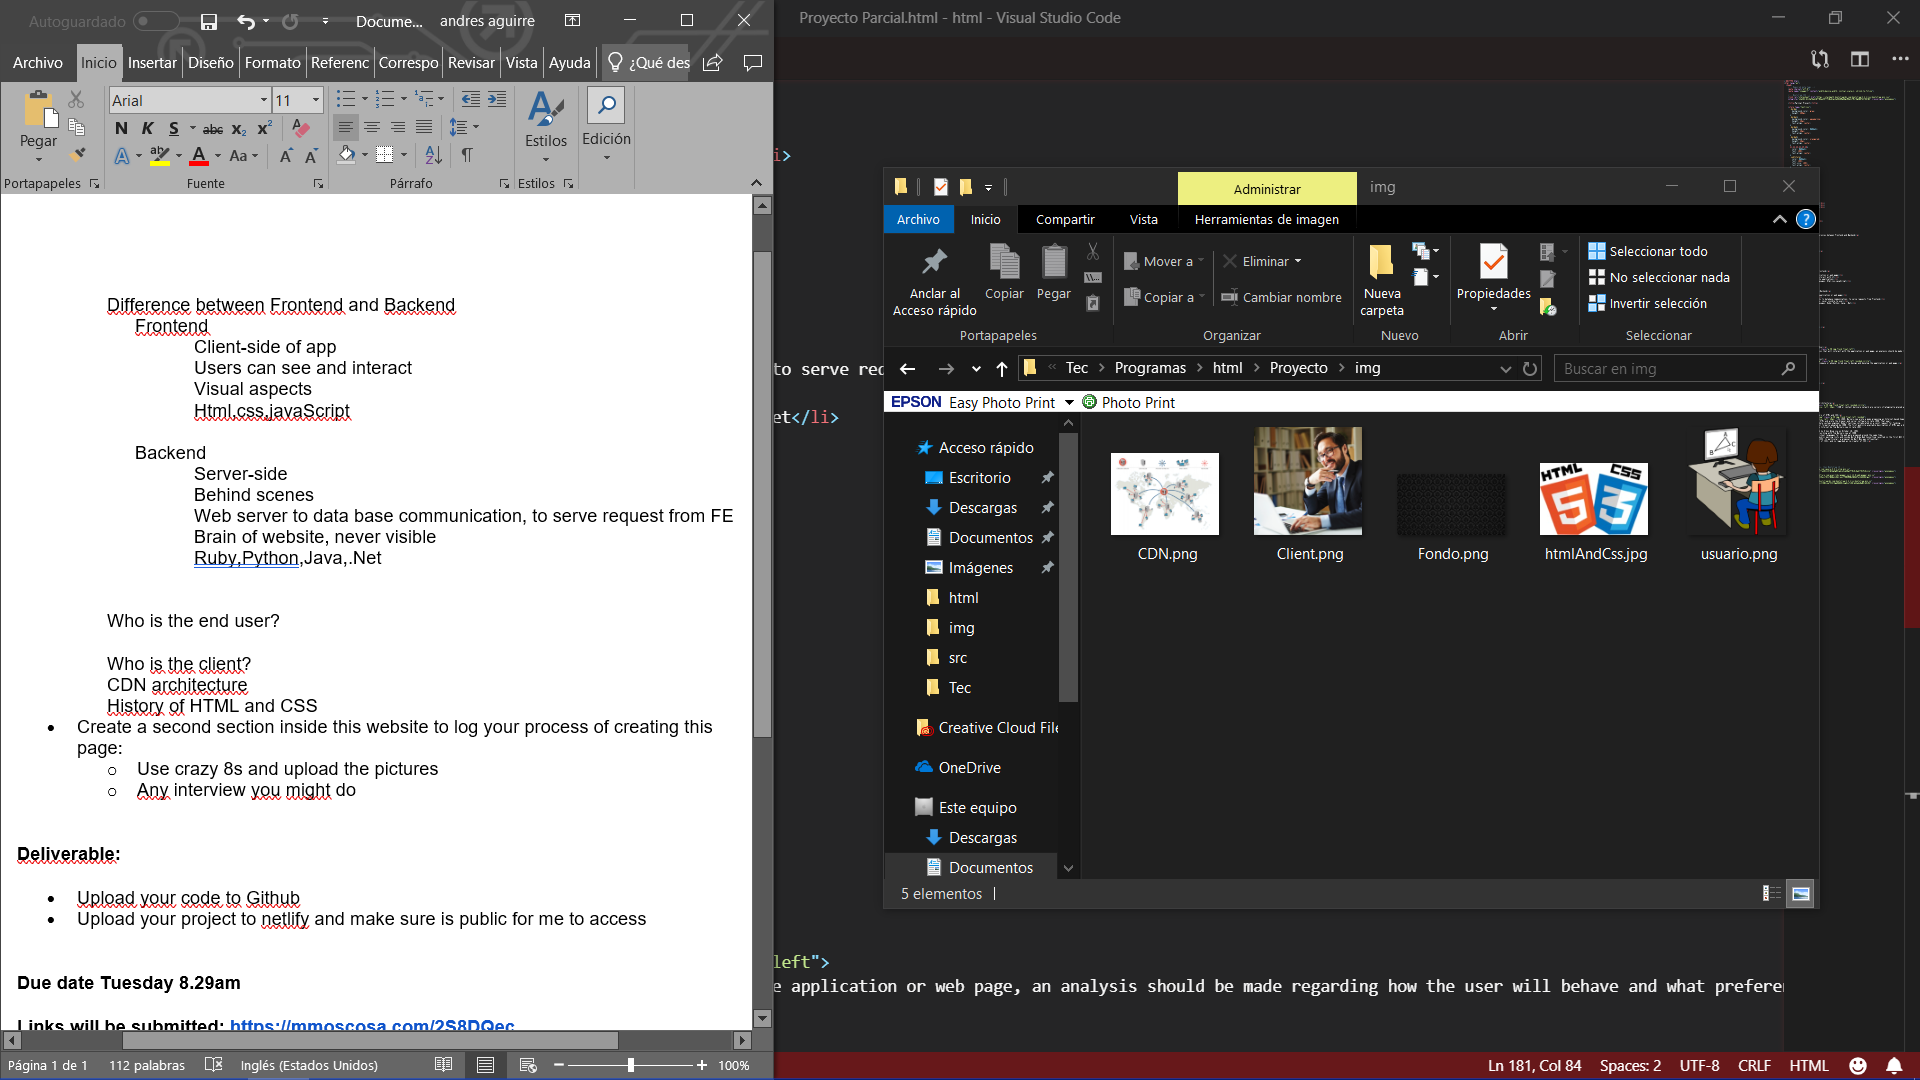 Autoguardado
Docume...
andres aguirre
Archivo
Inicio
Insertar
Diseño
Formato
Referenc
Correspo
Revisar
Vista
Ayuda
¿Qué des
Pegar
Arial
11
N K S abc x₂ x²
Aa
Estilos
Edición
Portapapeles
Fuente
Párrafo
Estilos
Difference between Frontend and Backend
Frontend
Client-side of app
Users can see and interact
Visual aspects
Html,css,javaScript
Backend
Server-side
Behind scenes
Web server to data base communication, to serve request from FE
Brain of website, never visible
Ruby,Python,Java,.Net
Who is the end user?
Who is the client?
CDN architecture
History of HTML and CSS
Create a second section inside this website to log your process of creating this
page:
Use crazy 8s and upload the pictures
Any interview you might do
Deliverable:
Upload your code to Github
Upload your project to netlify and make sure is public for me to access
Due date Tuesday 8.29am
Links will be submitted: https://mmoscosa.com/2S8DQec
Página 1 de 1
112 palabras
Inglés (Estados Unidos)
100%
Proyecto Parcial.html - html - Visual Studio Code
i>
to serve rec
et</li>
left">
e application or web page, an analysis should be made regarding how the user will behave and what preferen
Ln 181, Col 84
Spaces: 2
UTF-8
CRLF
HTML
Administrar
img
Archivo
Inicio
Compartir
Vista
Herramientas de imagen
Anclar al
Acceso rápido
Copiar
Pegar
Mover a
Copiar a
Eliminar
Cambiar nombre
Nueva
carpeta
Propiedades
Seleccionar todo
No seleccionar nada
Invertir selección
Portapapeles
Organizar
Nuevo
Abrir
Seleccionar
« Tec > Programas > html > Proyecto > img
Buscar en img
EPSON Easy Photo Print
Photo Print
Acceso rápido
Escritorio
Descargas
Documentos
Imágenes
html
img
src
Tec
Creative Cloud File
OneDrive
Este equipo
Descargas
Documentos
CDN.png
Client.png
Fondo.png
HTML CSS
5 3
htmlAndCss.jpg
usuario.png
5 elementos